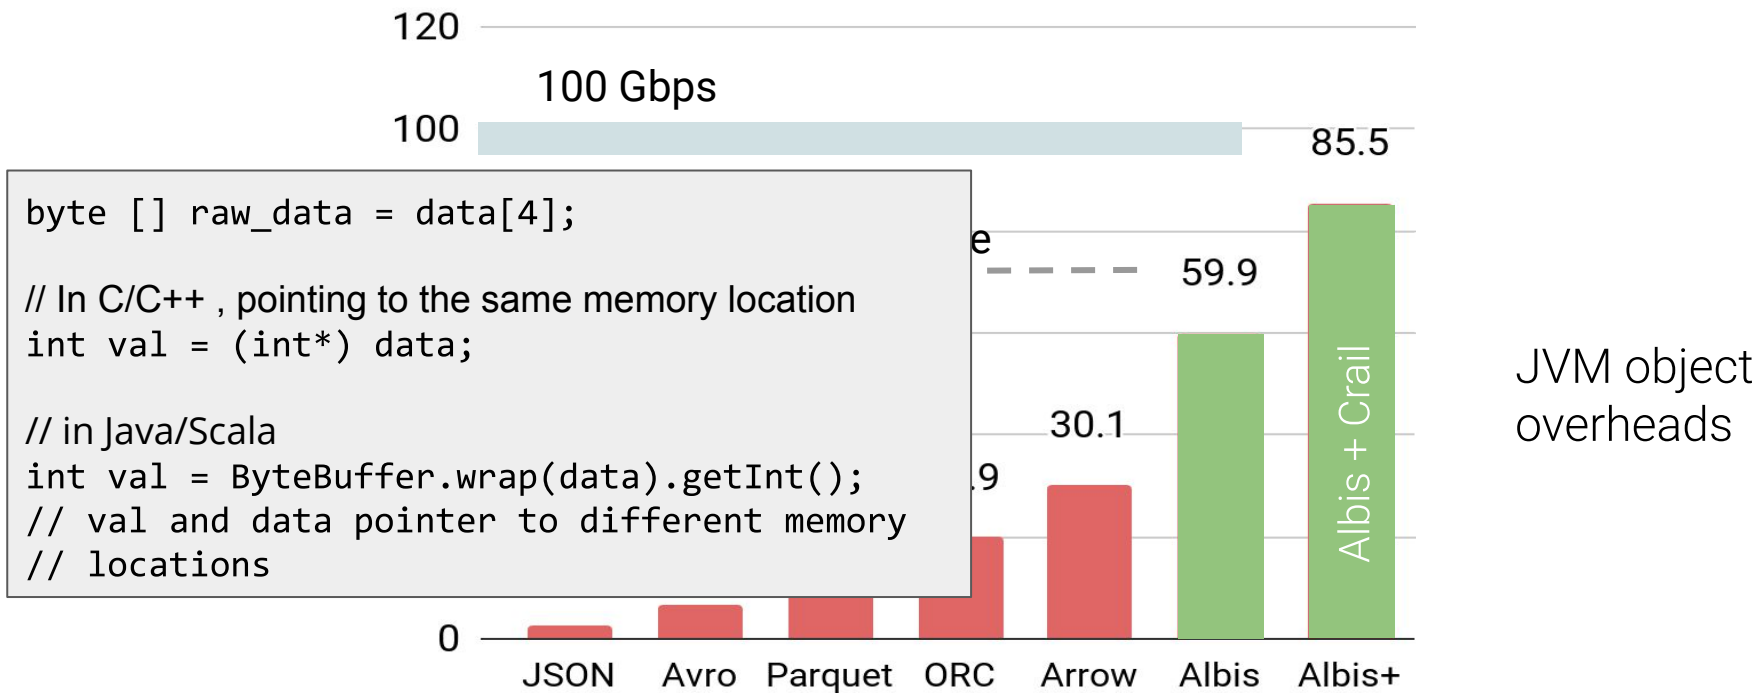 120
100 Gbps
100
85.5
byte [] raw_data = data[4];
// In C/C++ , pointing to the same memory location
int val = (int*) data;
// in Java/Scala
int val = ByteBuffer.wrap(data).getInt();
// val and data pointer to different memory
// locations
e
59.9
30.1
.9
Albis + Crail
JVM object
overheads
0
JSON Avro Parquet ORC Arrow Albis Albis+